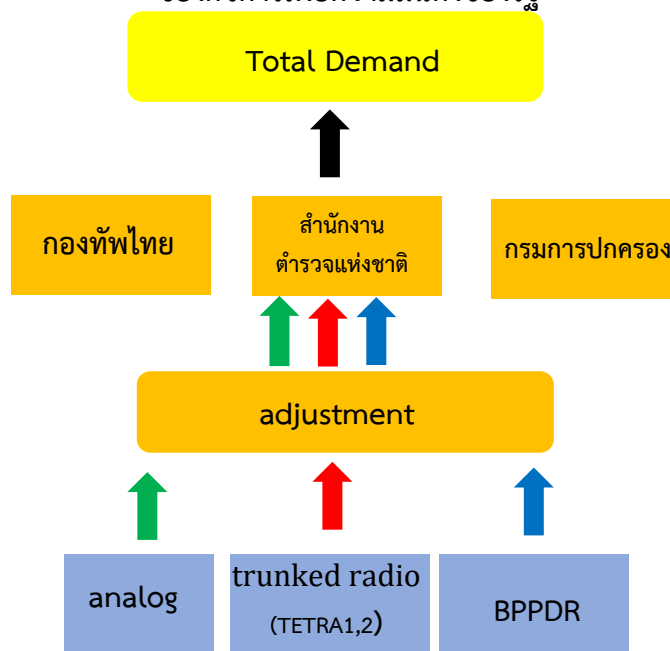 Total Demand
กองทัพไทย
สำนักงาน
ตำรวจแห่งชาติ
กรมการปกครอง
adjustment
analog
trunked radio
(TETRA1,2)
BPPDR